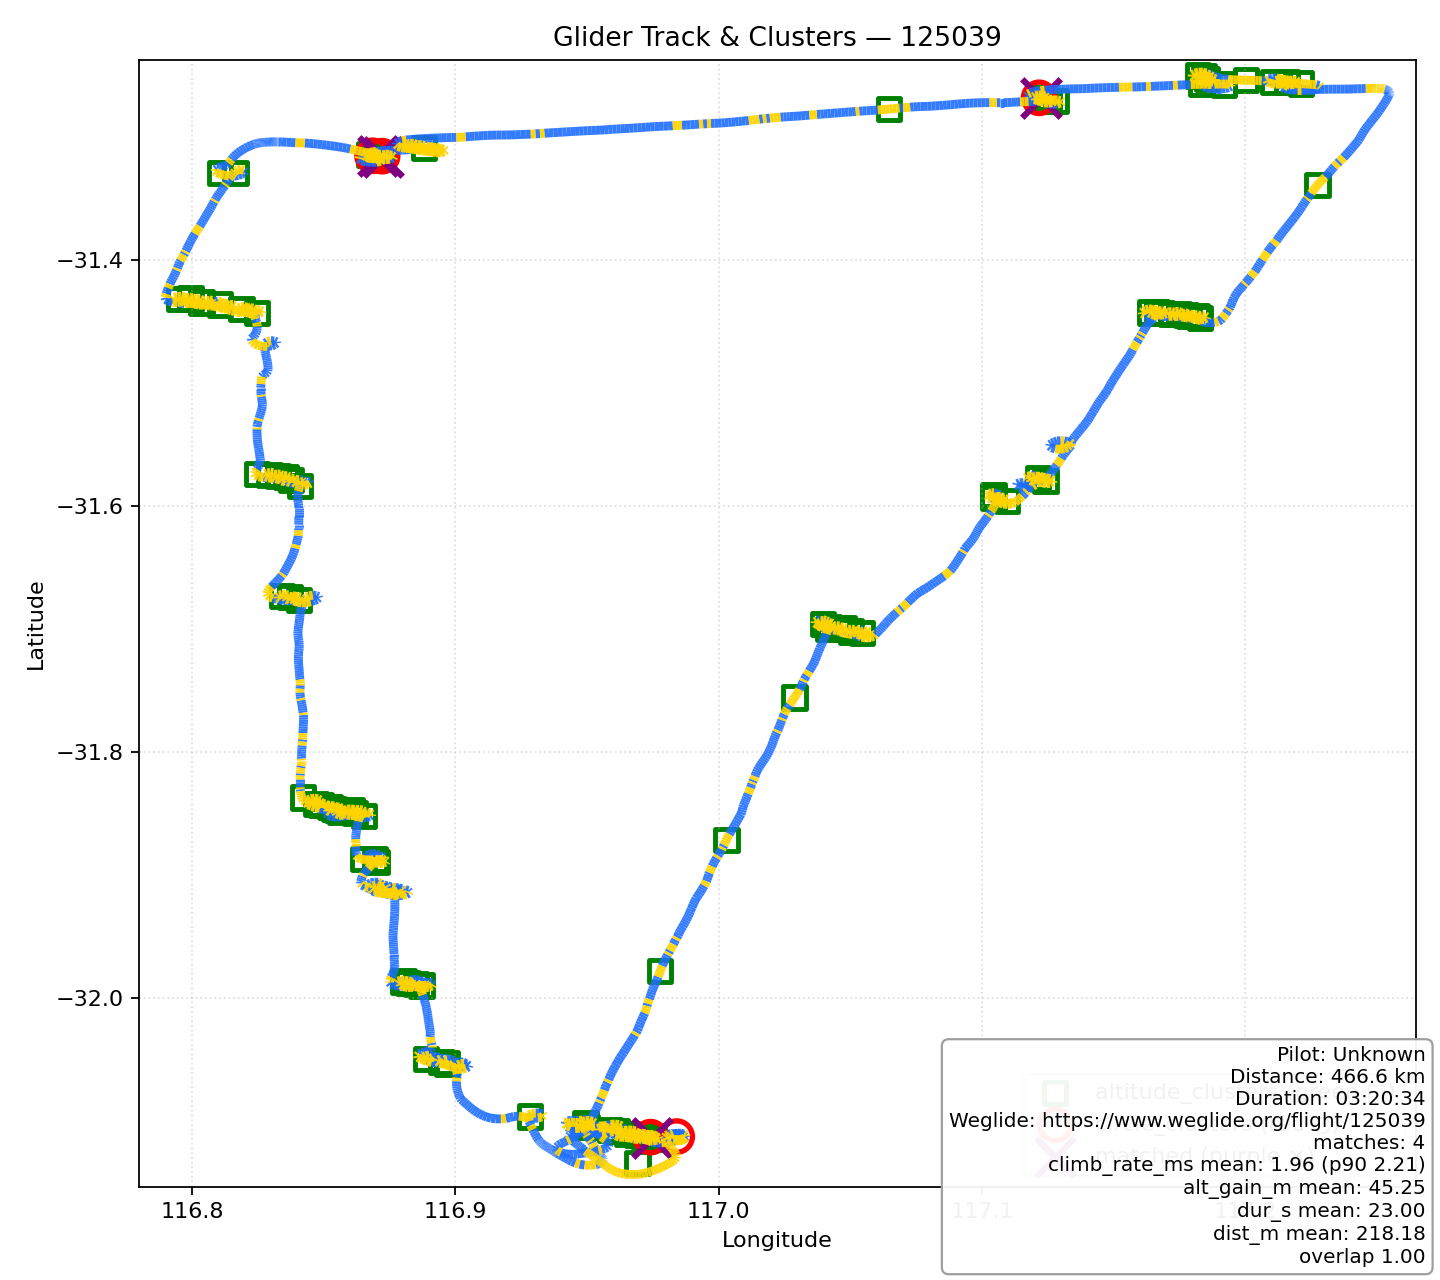 Glider Track & Clusters — 125039
Latitude
−31.4
−31.6
−31.8
−32.0
116.8
116.9
117.0
117.1
Longitude
altitude_clus
matched (purple
Pilot: Unknown
Distance: 466.6 km
Duration: 03:20:34
Weglide: https://www.weglide.org/flight/125039
matches: 4
climb_rate_ms mean: 1.96 (p90 2.21)
alt_gain_m mean: 45.25
dur_s mean: 23.00
dist_m mean: 218.18
overlap 1.00